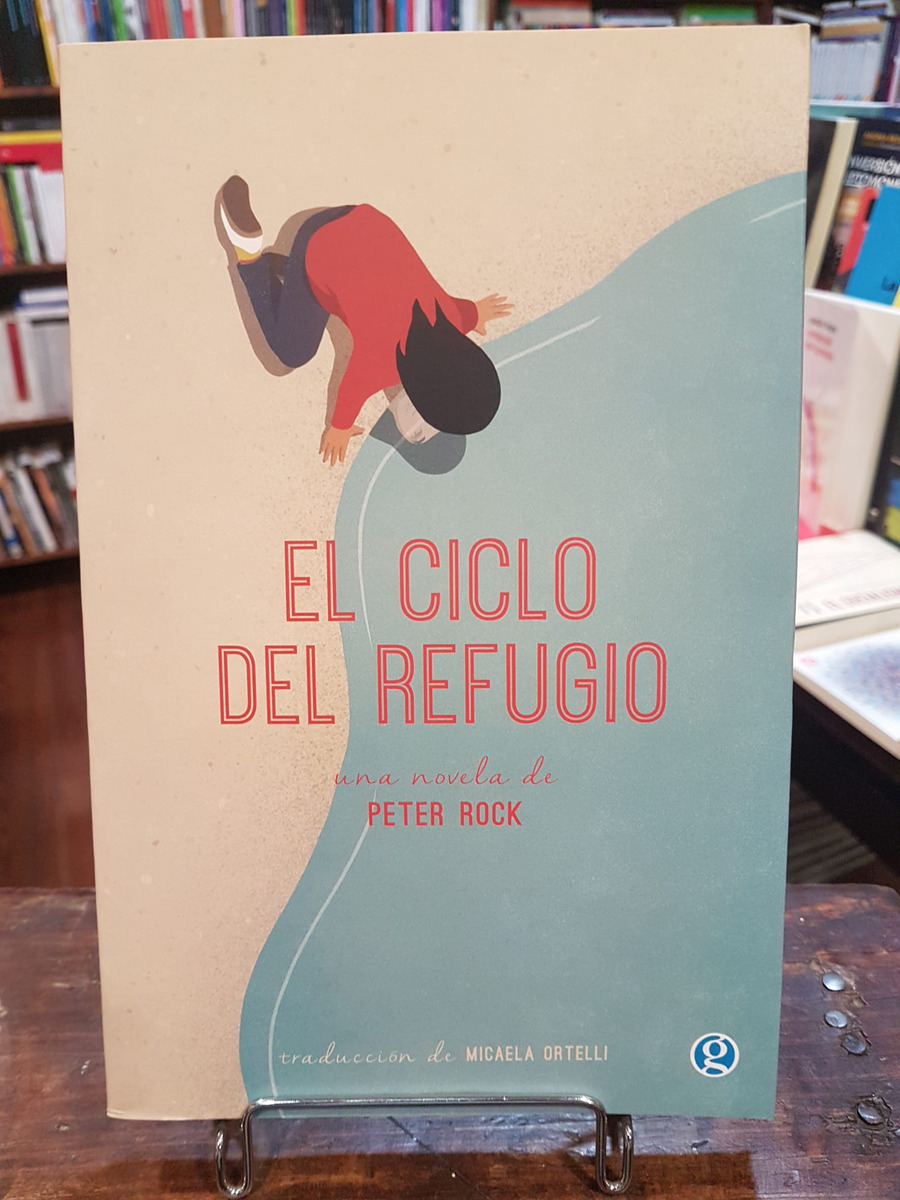 EL CICLO
DEL REFUGIO
una novela de
PETER ROCK
traducción de MICAELA ORTELLI
g